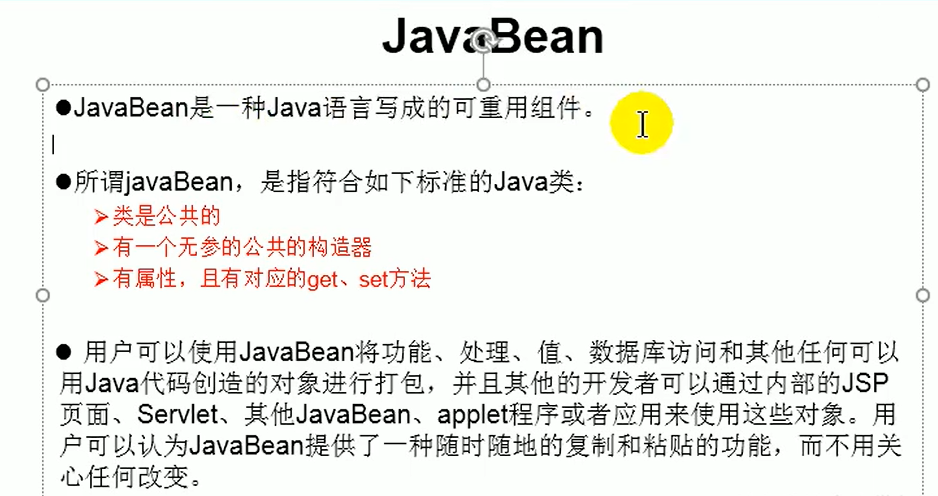 JavaBean
●JavaBean是一种Java语言写成的可重用组件。
●所谓javaBean，是指符合如下标准的Java类：
➢类是公共的
➢有一个无参的公共的构造器
➢有属性，且有对应的get、set方法
● 用户可以使用JavaBean将功能、处理、值、数据库访问和其他任何可以
用Java代码创造的对象进行打包，并且其他的开发者可以通过内部的JSP
页面、Servlet、其他JavaBean、applet程序或者应用来使用这些对象。用
户可以认为JavaBean提供了一种随时随地的复制和粘贴的功能，而不用关
心任何改变。